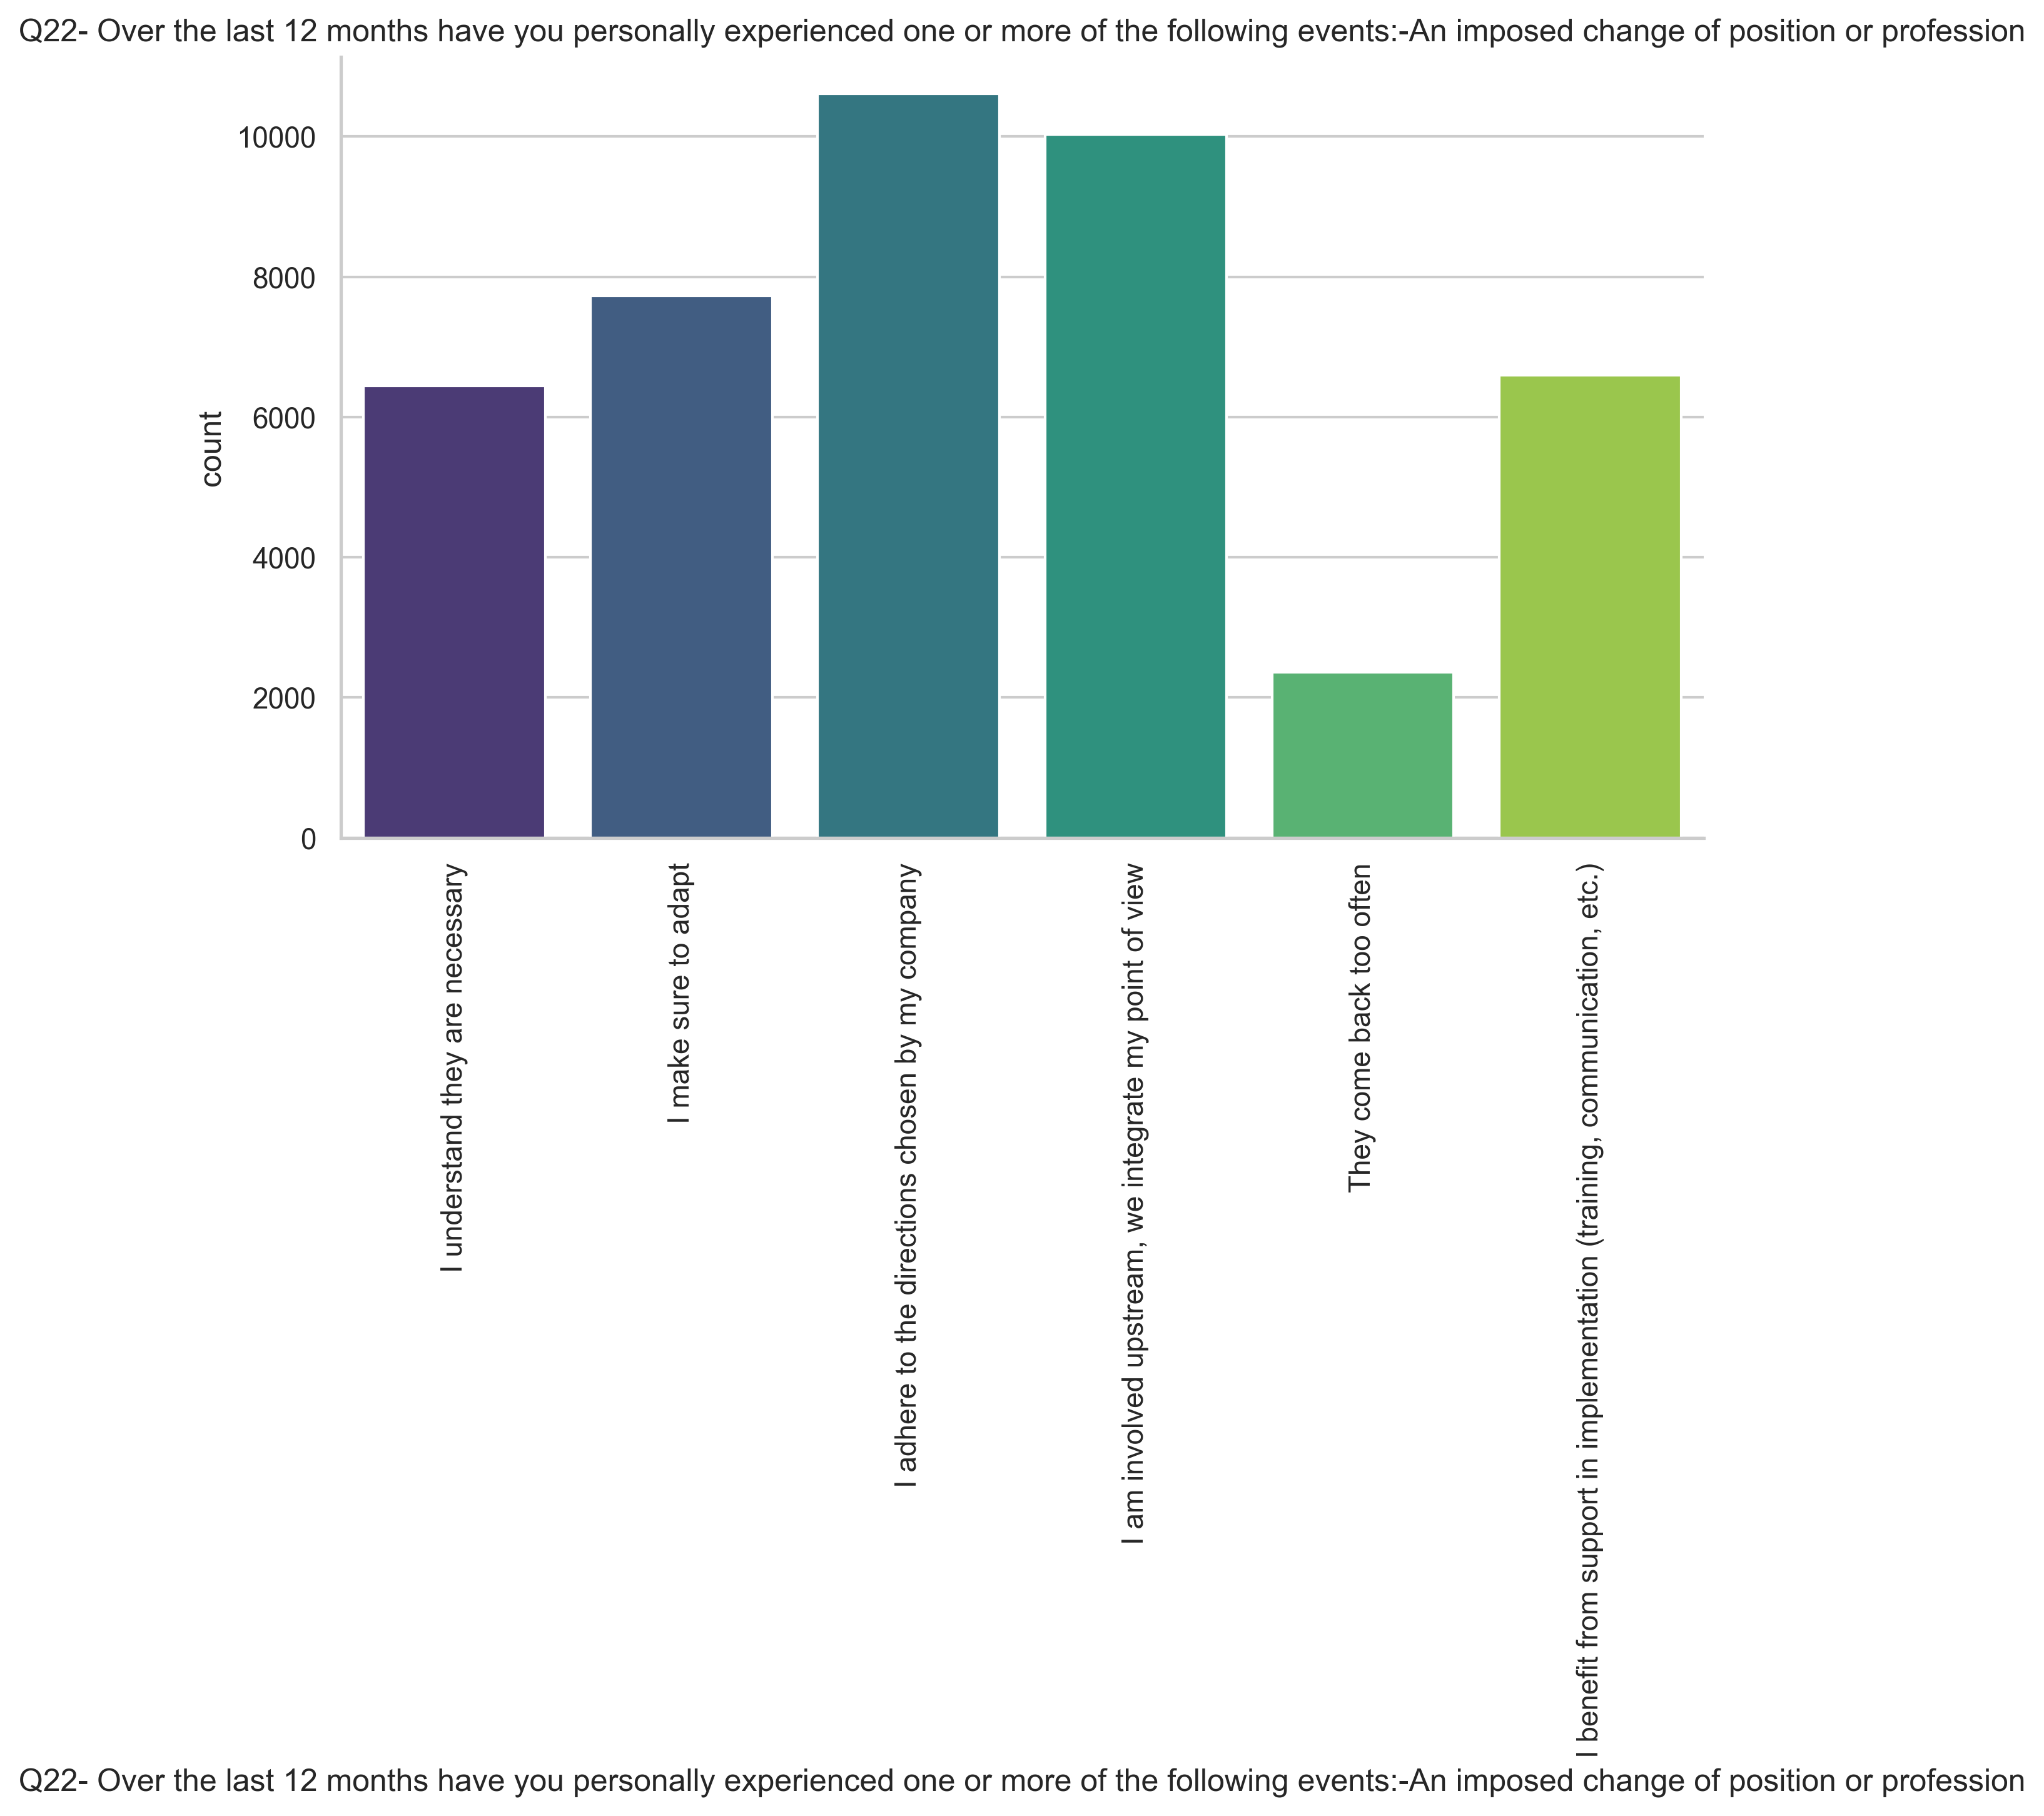 Q22- Over the last 12 months have you personally experienced one or more of the following events:-An imposed change of position or profession
10000
8000
6000
4000
2000
0
count
I understand they are necessary
I make sure to adapt
I adhere to the directions chosen by my company
I am involved upstream, we integrate my point of view
They come back too often
I benefit from support in implementation (training, communication, etc.)
Q22- Over the last 12 months have you personally experienced one or more of the following events:-An imposed change of position or profession